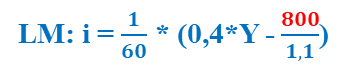 LM: i = 1/60 * (0,4*Y - 800/1,1)